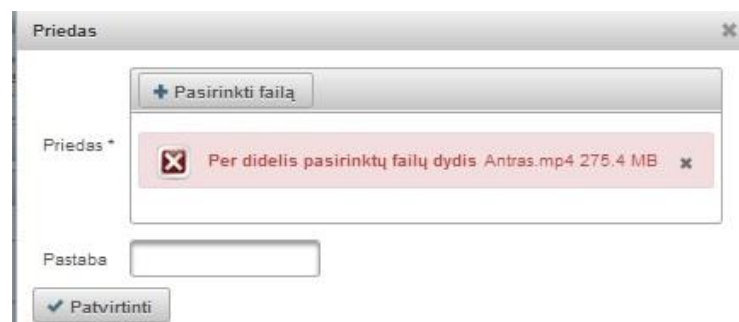 Priedas
Pasirinkti failą
Priedas *
Per didelis pasirinktų failų dydis Antras.mp4 275.4 MB
Pastaba
Patvirtinti